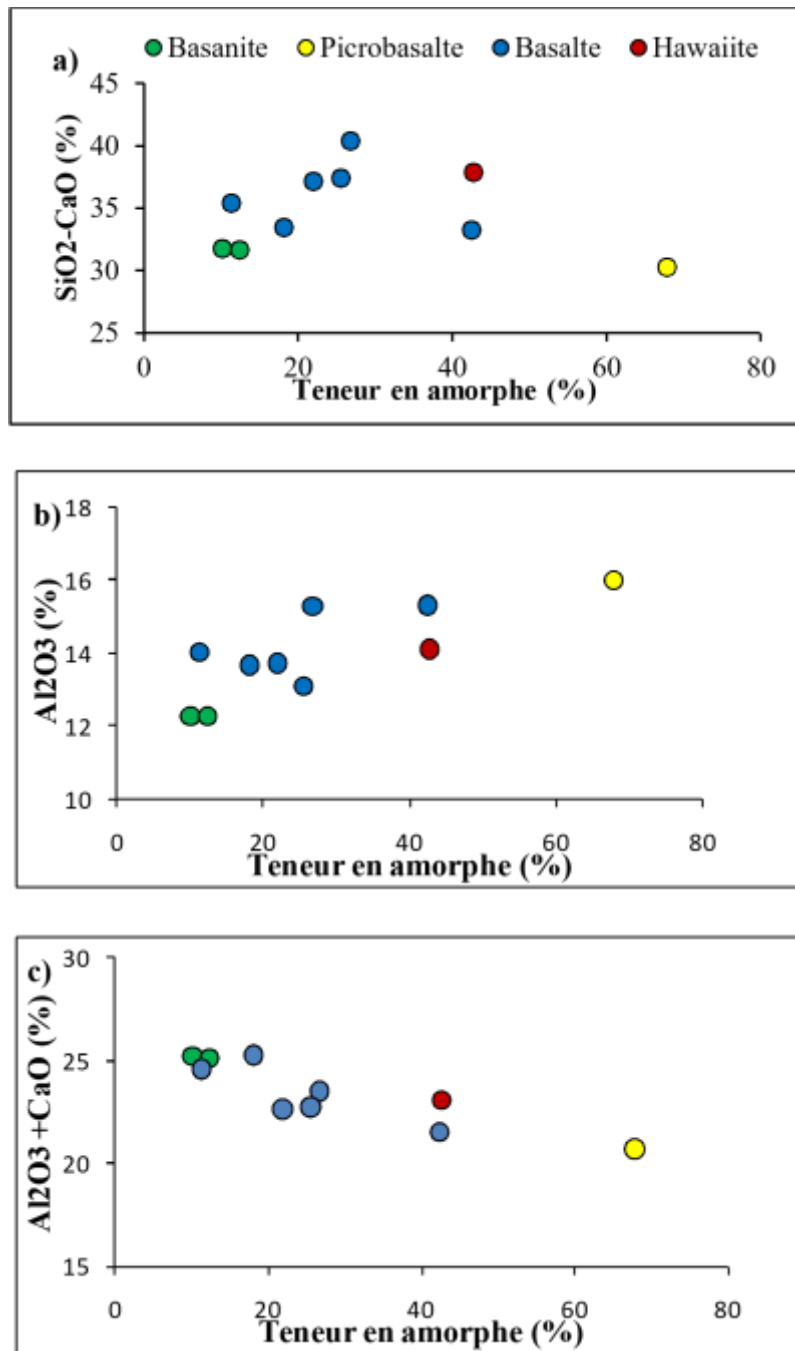 Basanite Picrobasalte Basalte Hawaiite
a)
45
40
35
30
25
SiO2-CaO (%)
0 20 40 60 80
Teneur en amorphe (%)
b)
18
16
14
12
10
Al2O3 (%)
0 20 40 60 80
Teneur en amorphe (%)
c)
30
25
20
15
Al2O3 +CaO (%)
0 20 40 60 80
Teneur en amorphe (%)